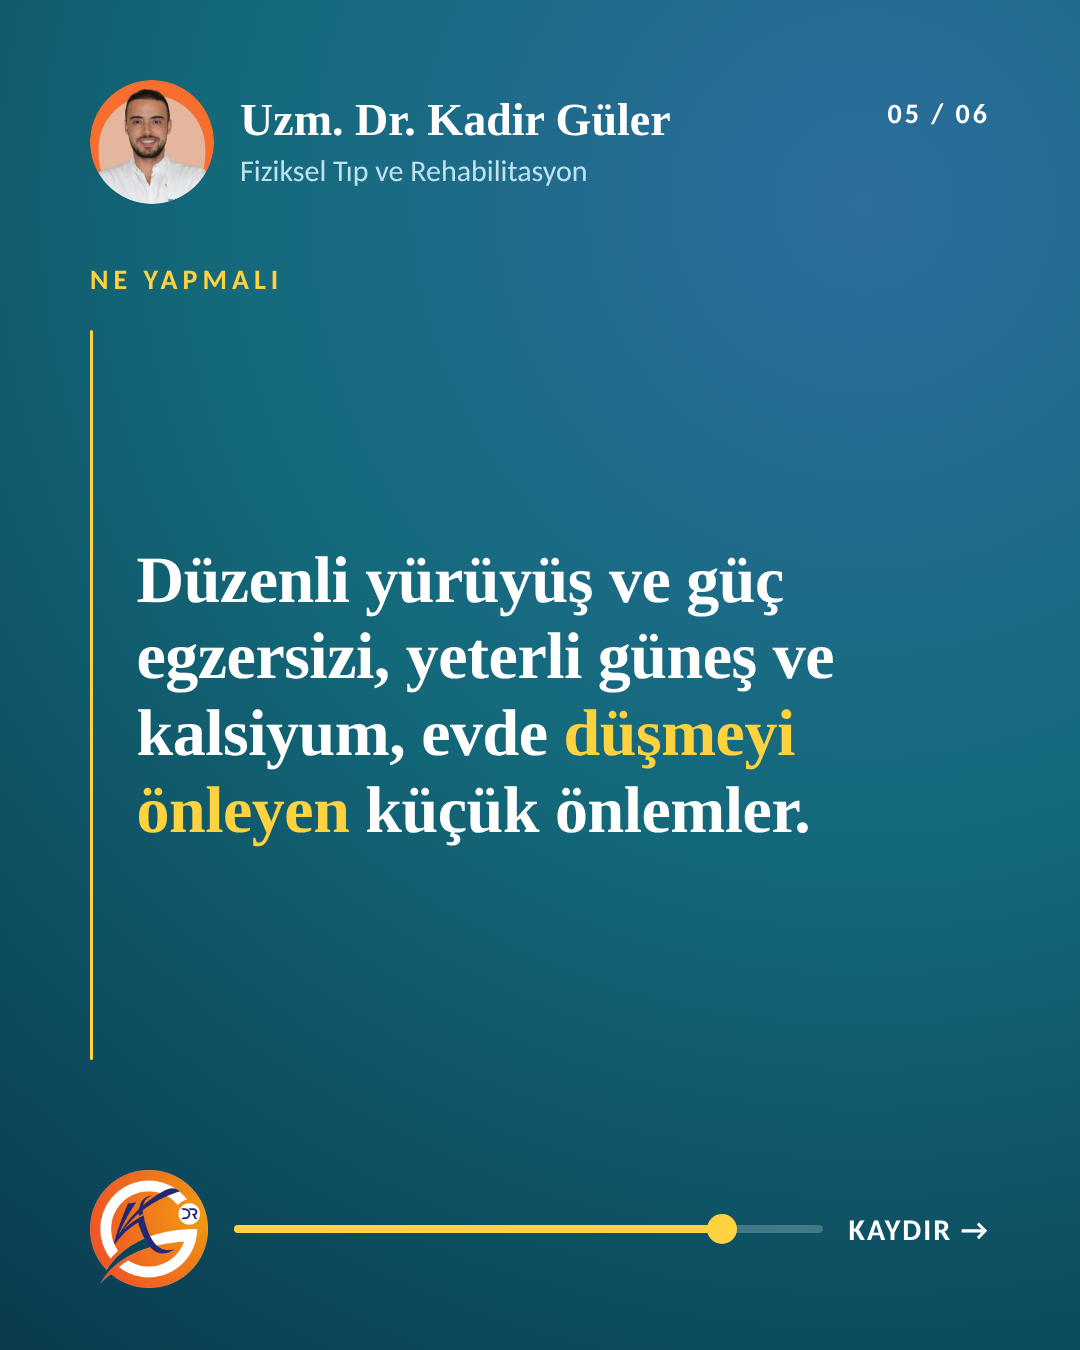 Uzm. Dr. Kadir Güler
05 / 06
Fiziksel Tıp ve Rehabilitasyon
NE YAPMALI
Düzenli yürüyüş ve güç
egzersizi, yeterli güneş ve
kalsiyum, evde düşmeyi
önleyen küçük önlemler.
DR
KAYDIR →